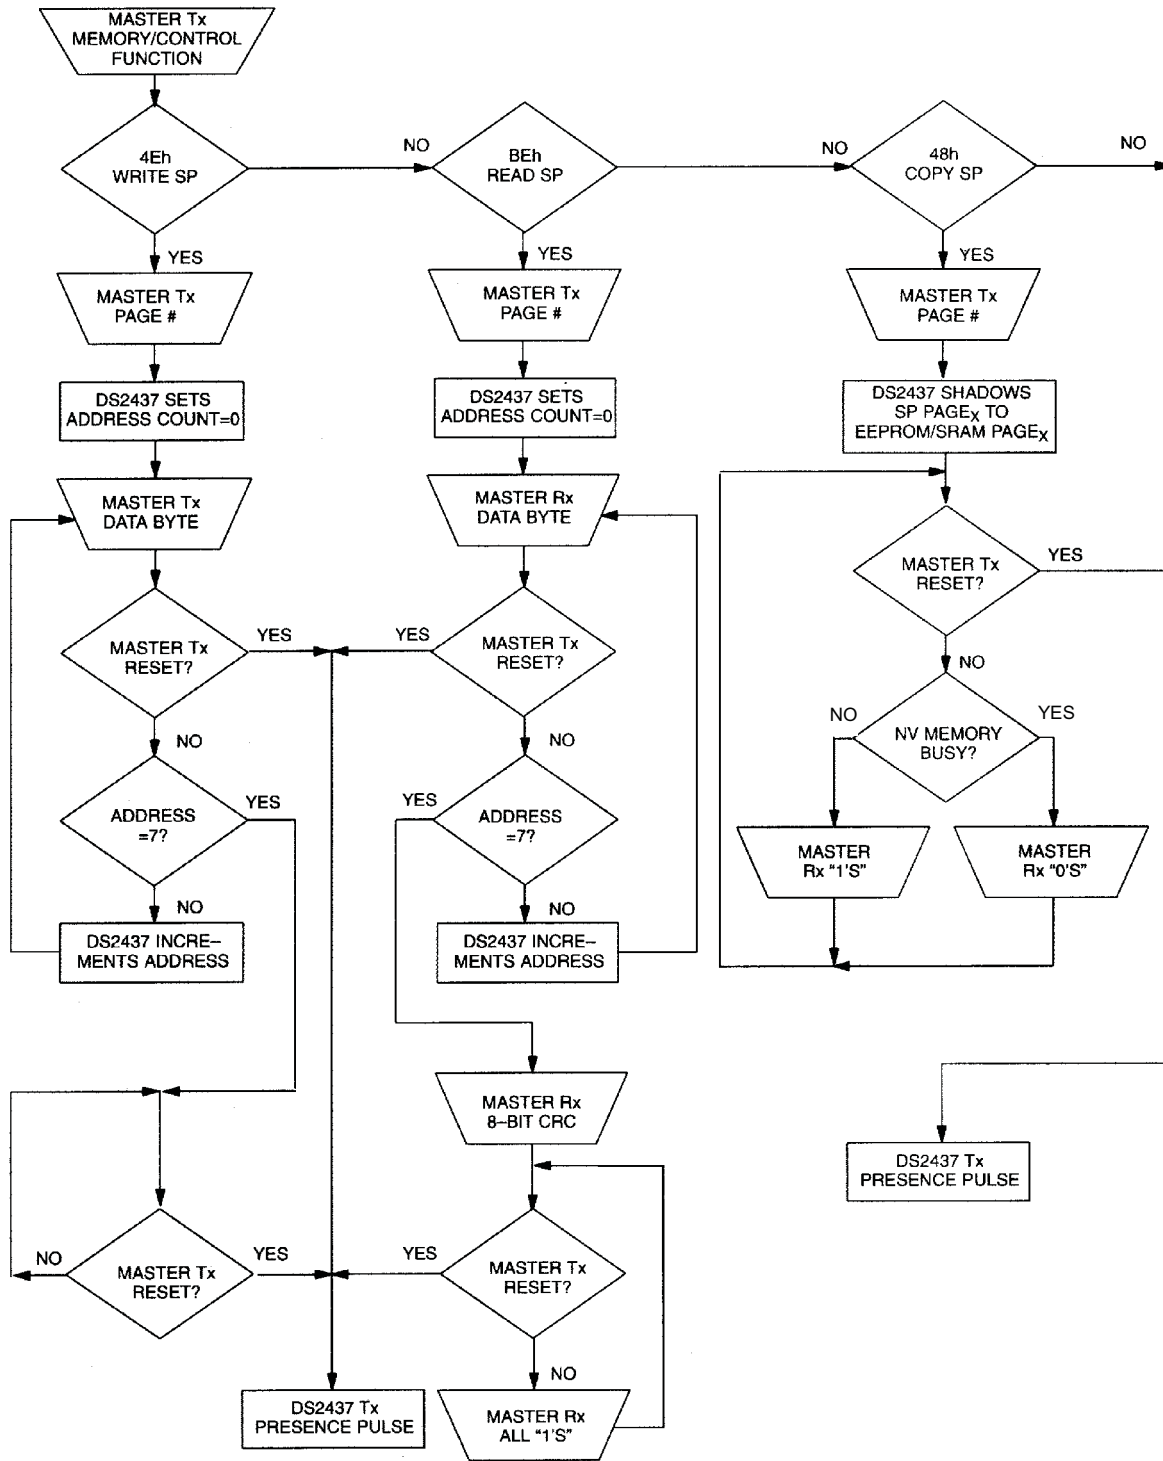 MASTER Tx
MEMORY/CONTROL
FUNCTION
4Eh
WRITE SP
NO
BEh
READ SP
NO
48h
COPY SP
NO
YES
YES
YES
MASTER Tx
PAGE #
MASTER Tx
PAGE #
MASTER Tx
PAGE #
DS2437 SETS
ADDRESS COUNT=0
DS2437 SETS
ADDRESS COUNT=0
DS2437 SHADOWS
SP PAGEX TO
EEPROM/SRAM PAGEX
MASTER Tx
DATA BYTE
MASTER Rx
DATA BYTE
MASTER Tx
RESET?
YES
MASTER Tx
RESET?
YES
YES
MASTER Tx
RESET?
NO
NO
NO
NO
NV MEMORY
BUSY?
YES
ADDRESS
=7?
YES
YES
ADDRESS
=7?
MASTER
Rx "1'S"
MASTER
Rx "0'S"
NO
NO
DS2437 INCRE–
MENTS ADDRESS
DS2437 INCRE–
MENTS ADDRESS
MASTER Rx
8–BIT CRC
DS2437 Tx
PRESENCE PULSE
NO
MASTER Tx
RESET?
YES
YES
MASTER Tx
RESET?
NO
DS2437 Tx
PRESENCE PULSE
MASTER Rx
ALL "1'S"